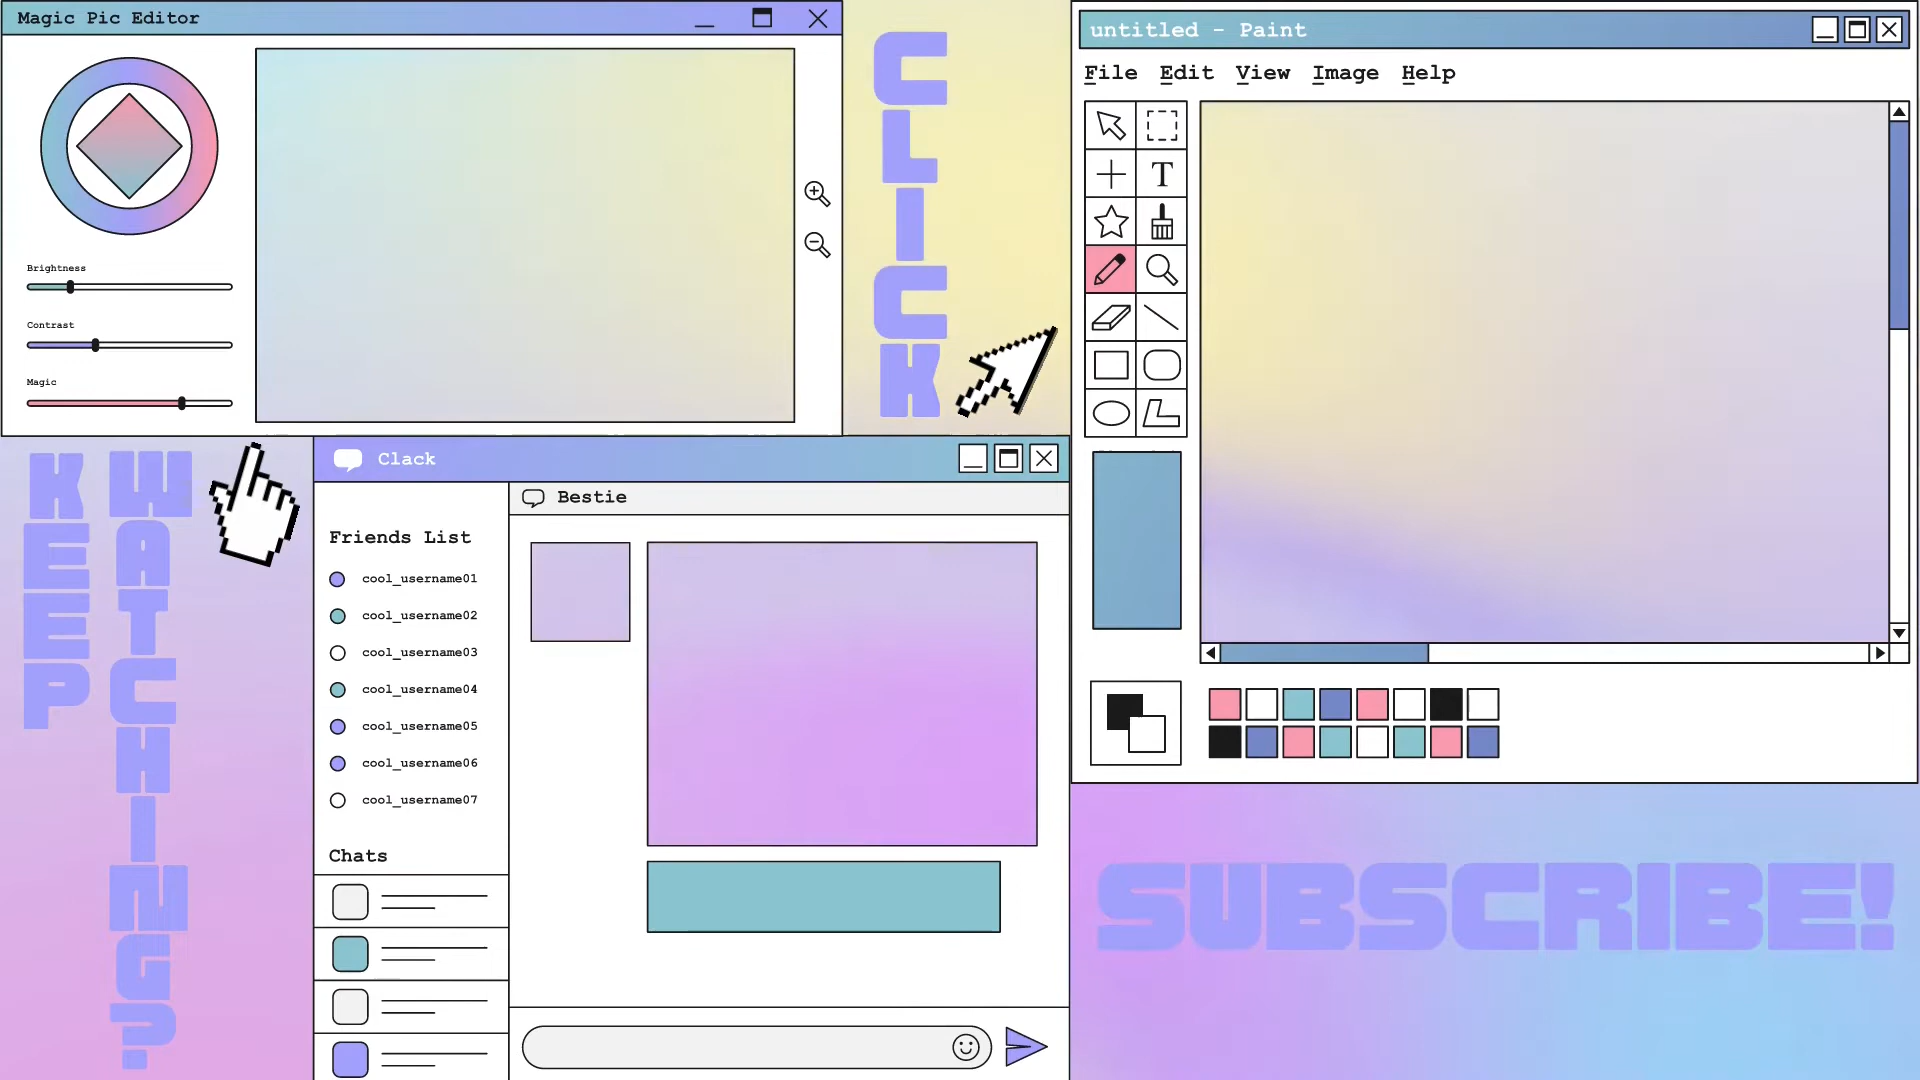 Magic Pic Editor
Brightness
Contrast
Magic
CLICK
untitled - Paint
File Edit View Image Help
T
KEEP
WATCHING?
Clack
Bestie
Friends List
cool_username01
cool_username02
cool_username03
cool_username04
cool_username05
cool_username06
cool_username07
Chats
SUBSCRIBE!